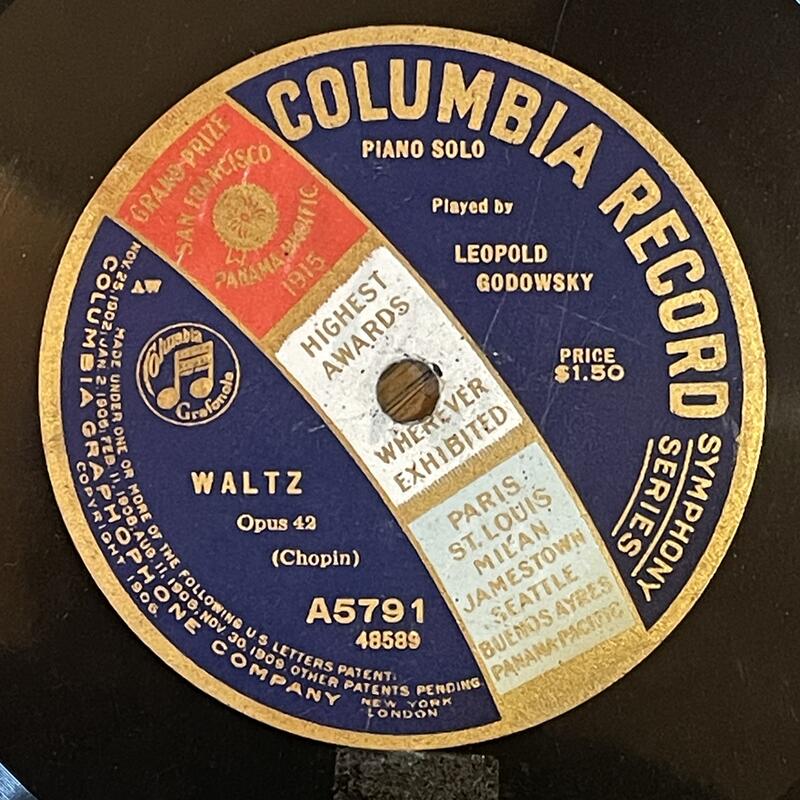 COLUMBIA RECORD
SYMPHONY
SERIES
PIANO SOLO
Played by
LEOPOLD
GODOWSKY
PRICE
$1.50
GRAND-PRIZE
SAN FRANCISCO
PANAMA PACIFIC
1915
HIGHEST
AWARDS
WHEREVER
EXHIBITED
PARIS
ST. LOUIS
MILAN
JAMESTOWN
SEATTLE
BUENOS AYRES
PANAMA-PACIFIC
Columbia
Grafonola
WALTZ
Opus 42
(Chopin)
A5791
48589
MADE UNDER ONE OR MORE OF THE FOLLOWING U S LETTERS PATENT:
NOV. 25, 1902, JAN. 2, 1906, FEB. 11, 1908, AUG. 11, 1908, NOV. 30, 1909 OTHER PATENTS PENDING
COLUMBIA GRAPHOPHONE COMPANY
NEW YORK
LONDON
COPYRIGHT 1906.